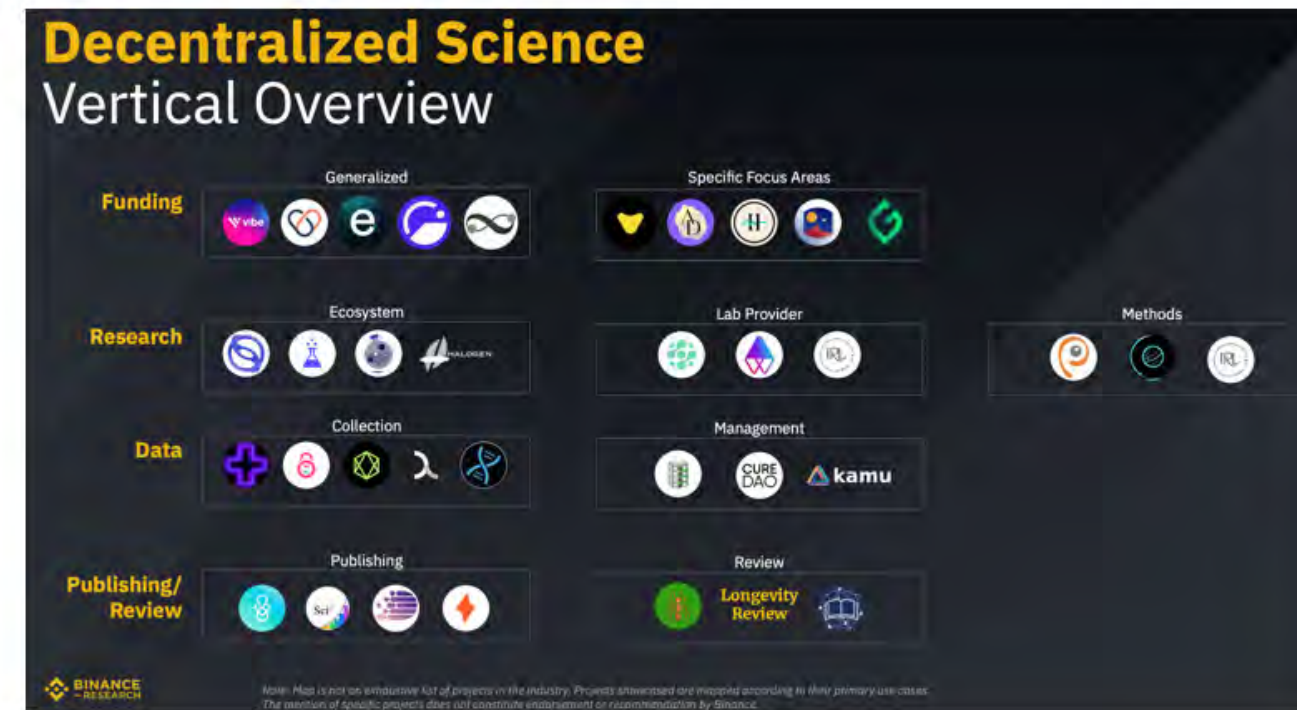 Decentralized Science
Vertical Overview
Generalized
Specific Focus Areas
Funding
vibe
e
AD
H
Ecosystem
Lab Provider
Methods
Research
HALOGEN
IRL
IRL
Collection
Management
Data
CURE
DAO
kamu
Publishing
Review
Publishing/
Review
Sci
Longevity
Review
BINANCE
RESEARCH
Note: Map is not an exhaustive list of projects in the industry. Projects showcased are mapped according to their primary use-cases.
The mention of specific projects does not constitute endorsement or recommendation by Binance.